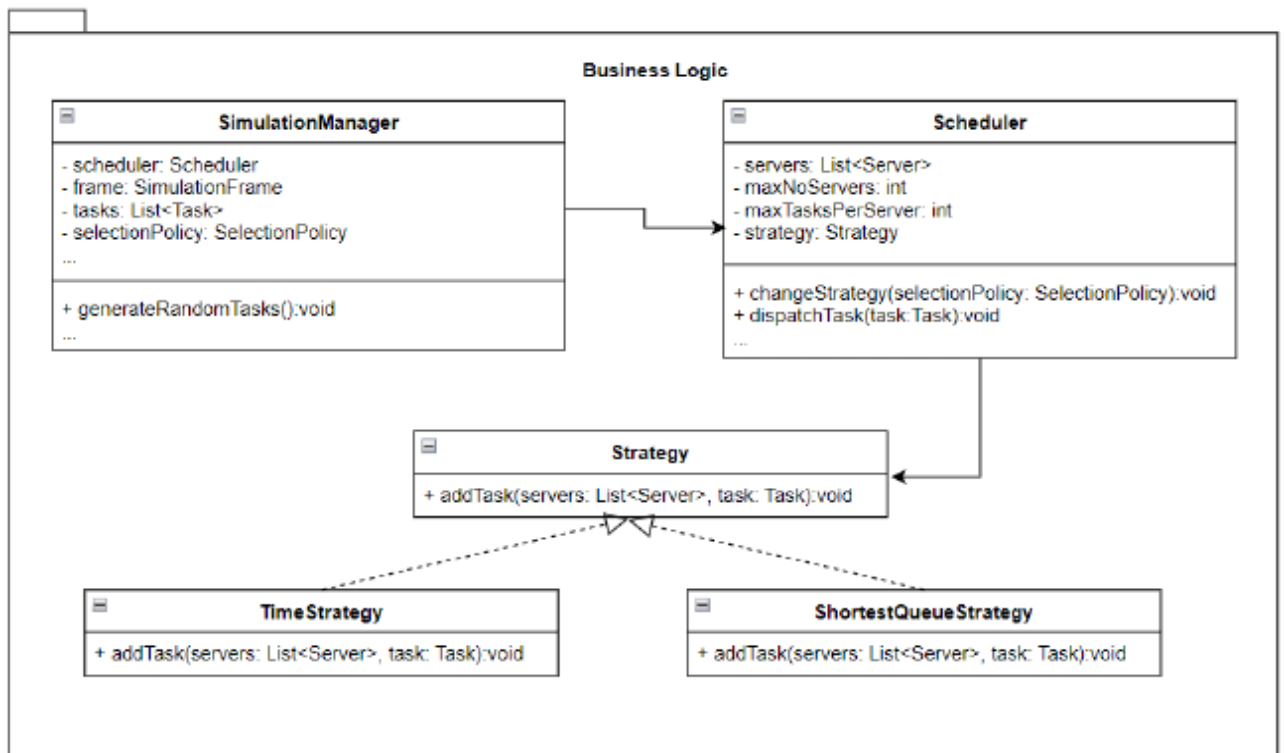 Business Logic
SimulationManager
- scheduler: Scheduler
- frame: SimulationFrame
- tasks: List<Task>
- selectionPolicy: SelectionPolicy
...
+ generateRandomTasks():void
...
Scheduler
- servers: List<Server>
- maxNoServers: int
- maxTasksPerServer: int
- strategy: Strategy
+ changeStrategy(selectionPolicy: SelectionPolicy):void
+ dispatchTask(task:Task):void
...
Strategy
+ addTask(servers: List<Server>, task: Task):void
TimeStrategy
+ addTask(servers: List<Server>, task: Task):void
ShortestQueueStrategy
+ addTask(servers: List<Server>, task: Task):void